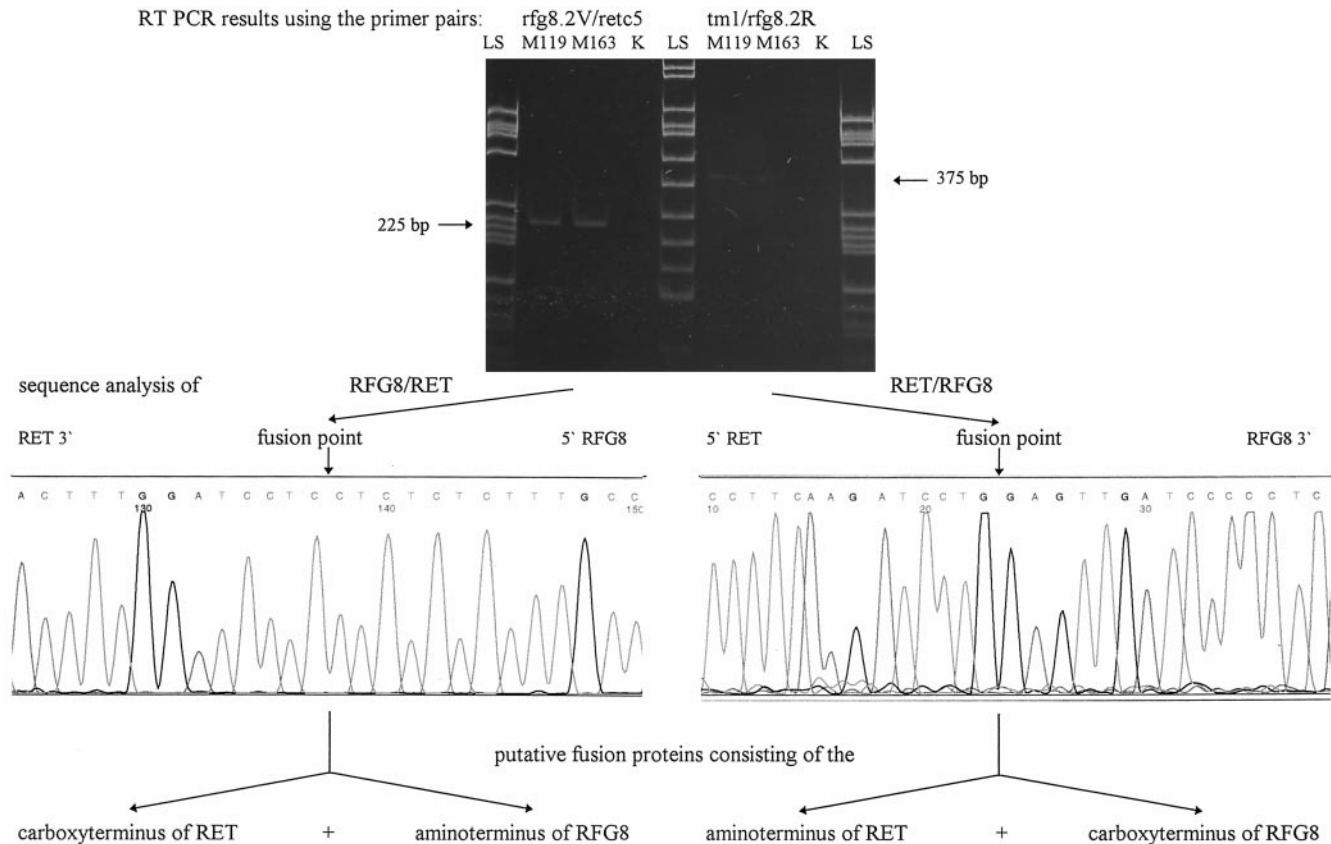 RT PCR results using the primer pairs: rfg8.2V/retc5 tm1/rfg8.2R
LS M119 M163 K LS M119 M163 K LS
225 bp
375 bp
sequence analysis of RFG8/RET RET/RFG8
RET 3` fusion point 5` RFG8
5` RET fusion point RFG8 3`
A C T T T G G A T C C T C C T C T C T C T T T G C C
130 140 150
C C T T C A A G A T C C T G G A G T T G A T C C C C C T C
10 20 30
putative fusion proteins consisting of the
carboxyterminus of RET + aminoterminus of RFG8
aminoterminus of RET + carboxyterminus of RFG8